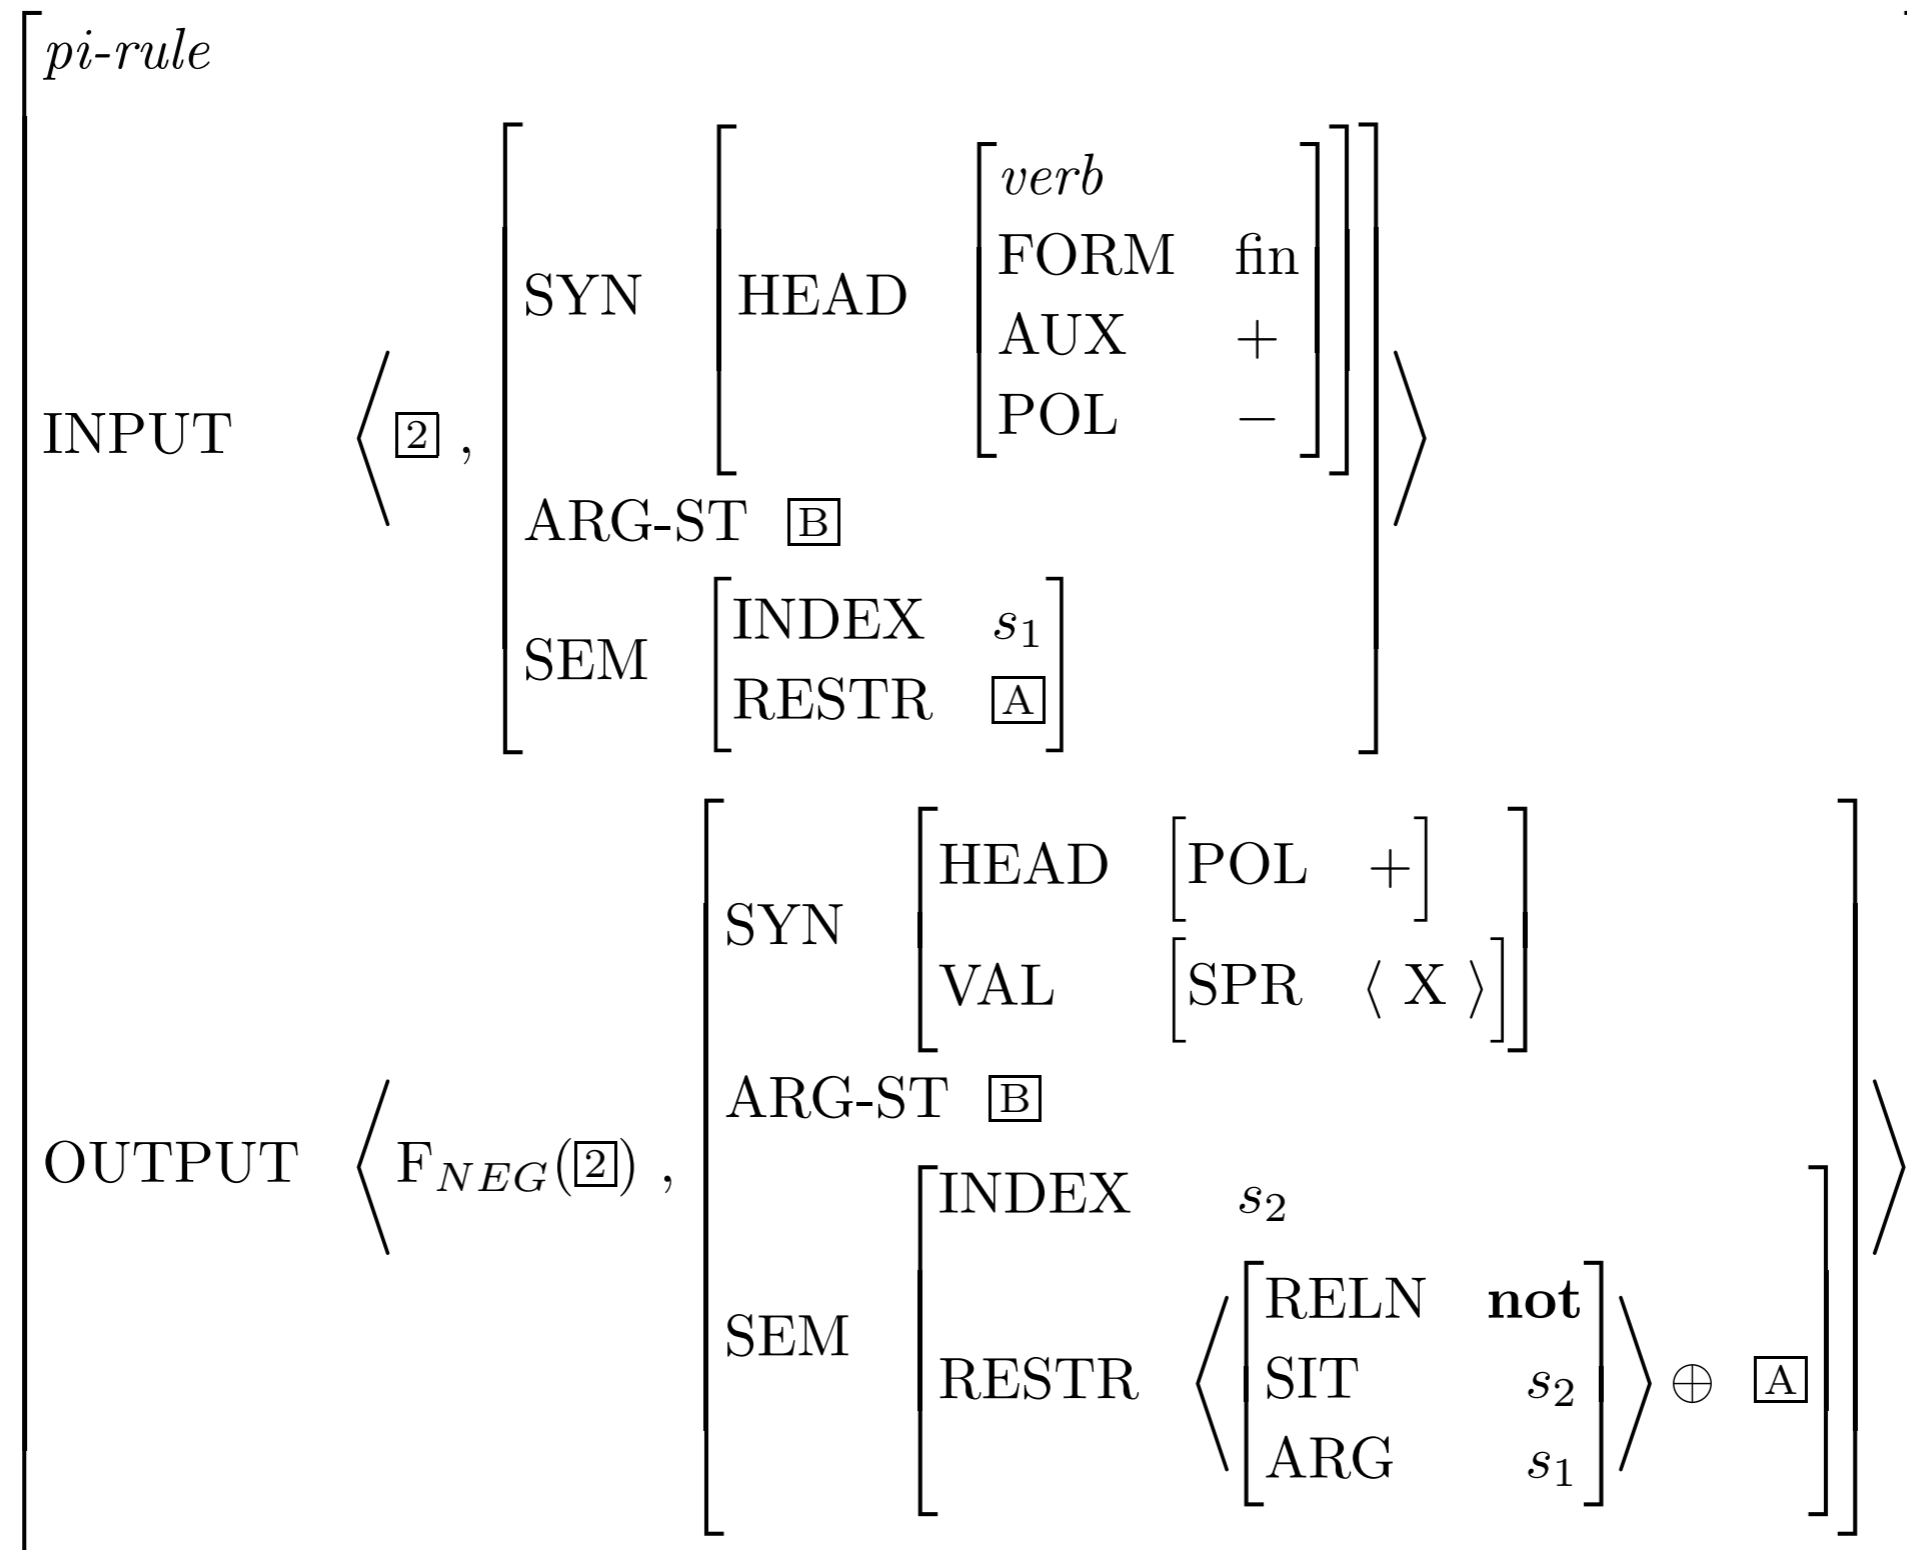 pi-rule
verb
FORM fin
SYN HEAD
AUX +
POL −
INPUT ⟨ 2 ,
ARG-ST B
INDEX s₁
SEM
RESTR A
HEAD [POL +]
SYN
VAL [SPR ⟨ X ⟩]
ARG-ST B
OUTPUT ⟨ F_NEG(2) ,
INDEX s₂
RELN not
SEM
RESTR ⟨ SIT s₂ ⟩ ⊕ A
ARG s₁